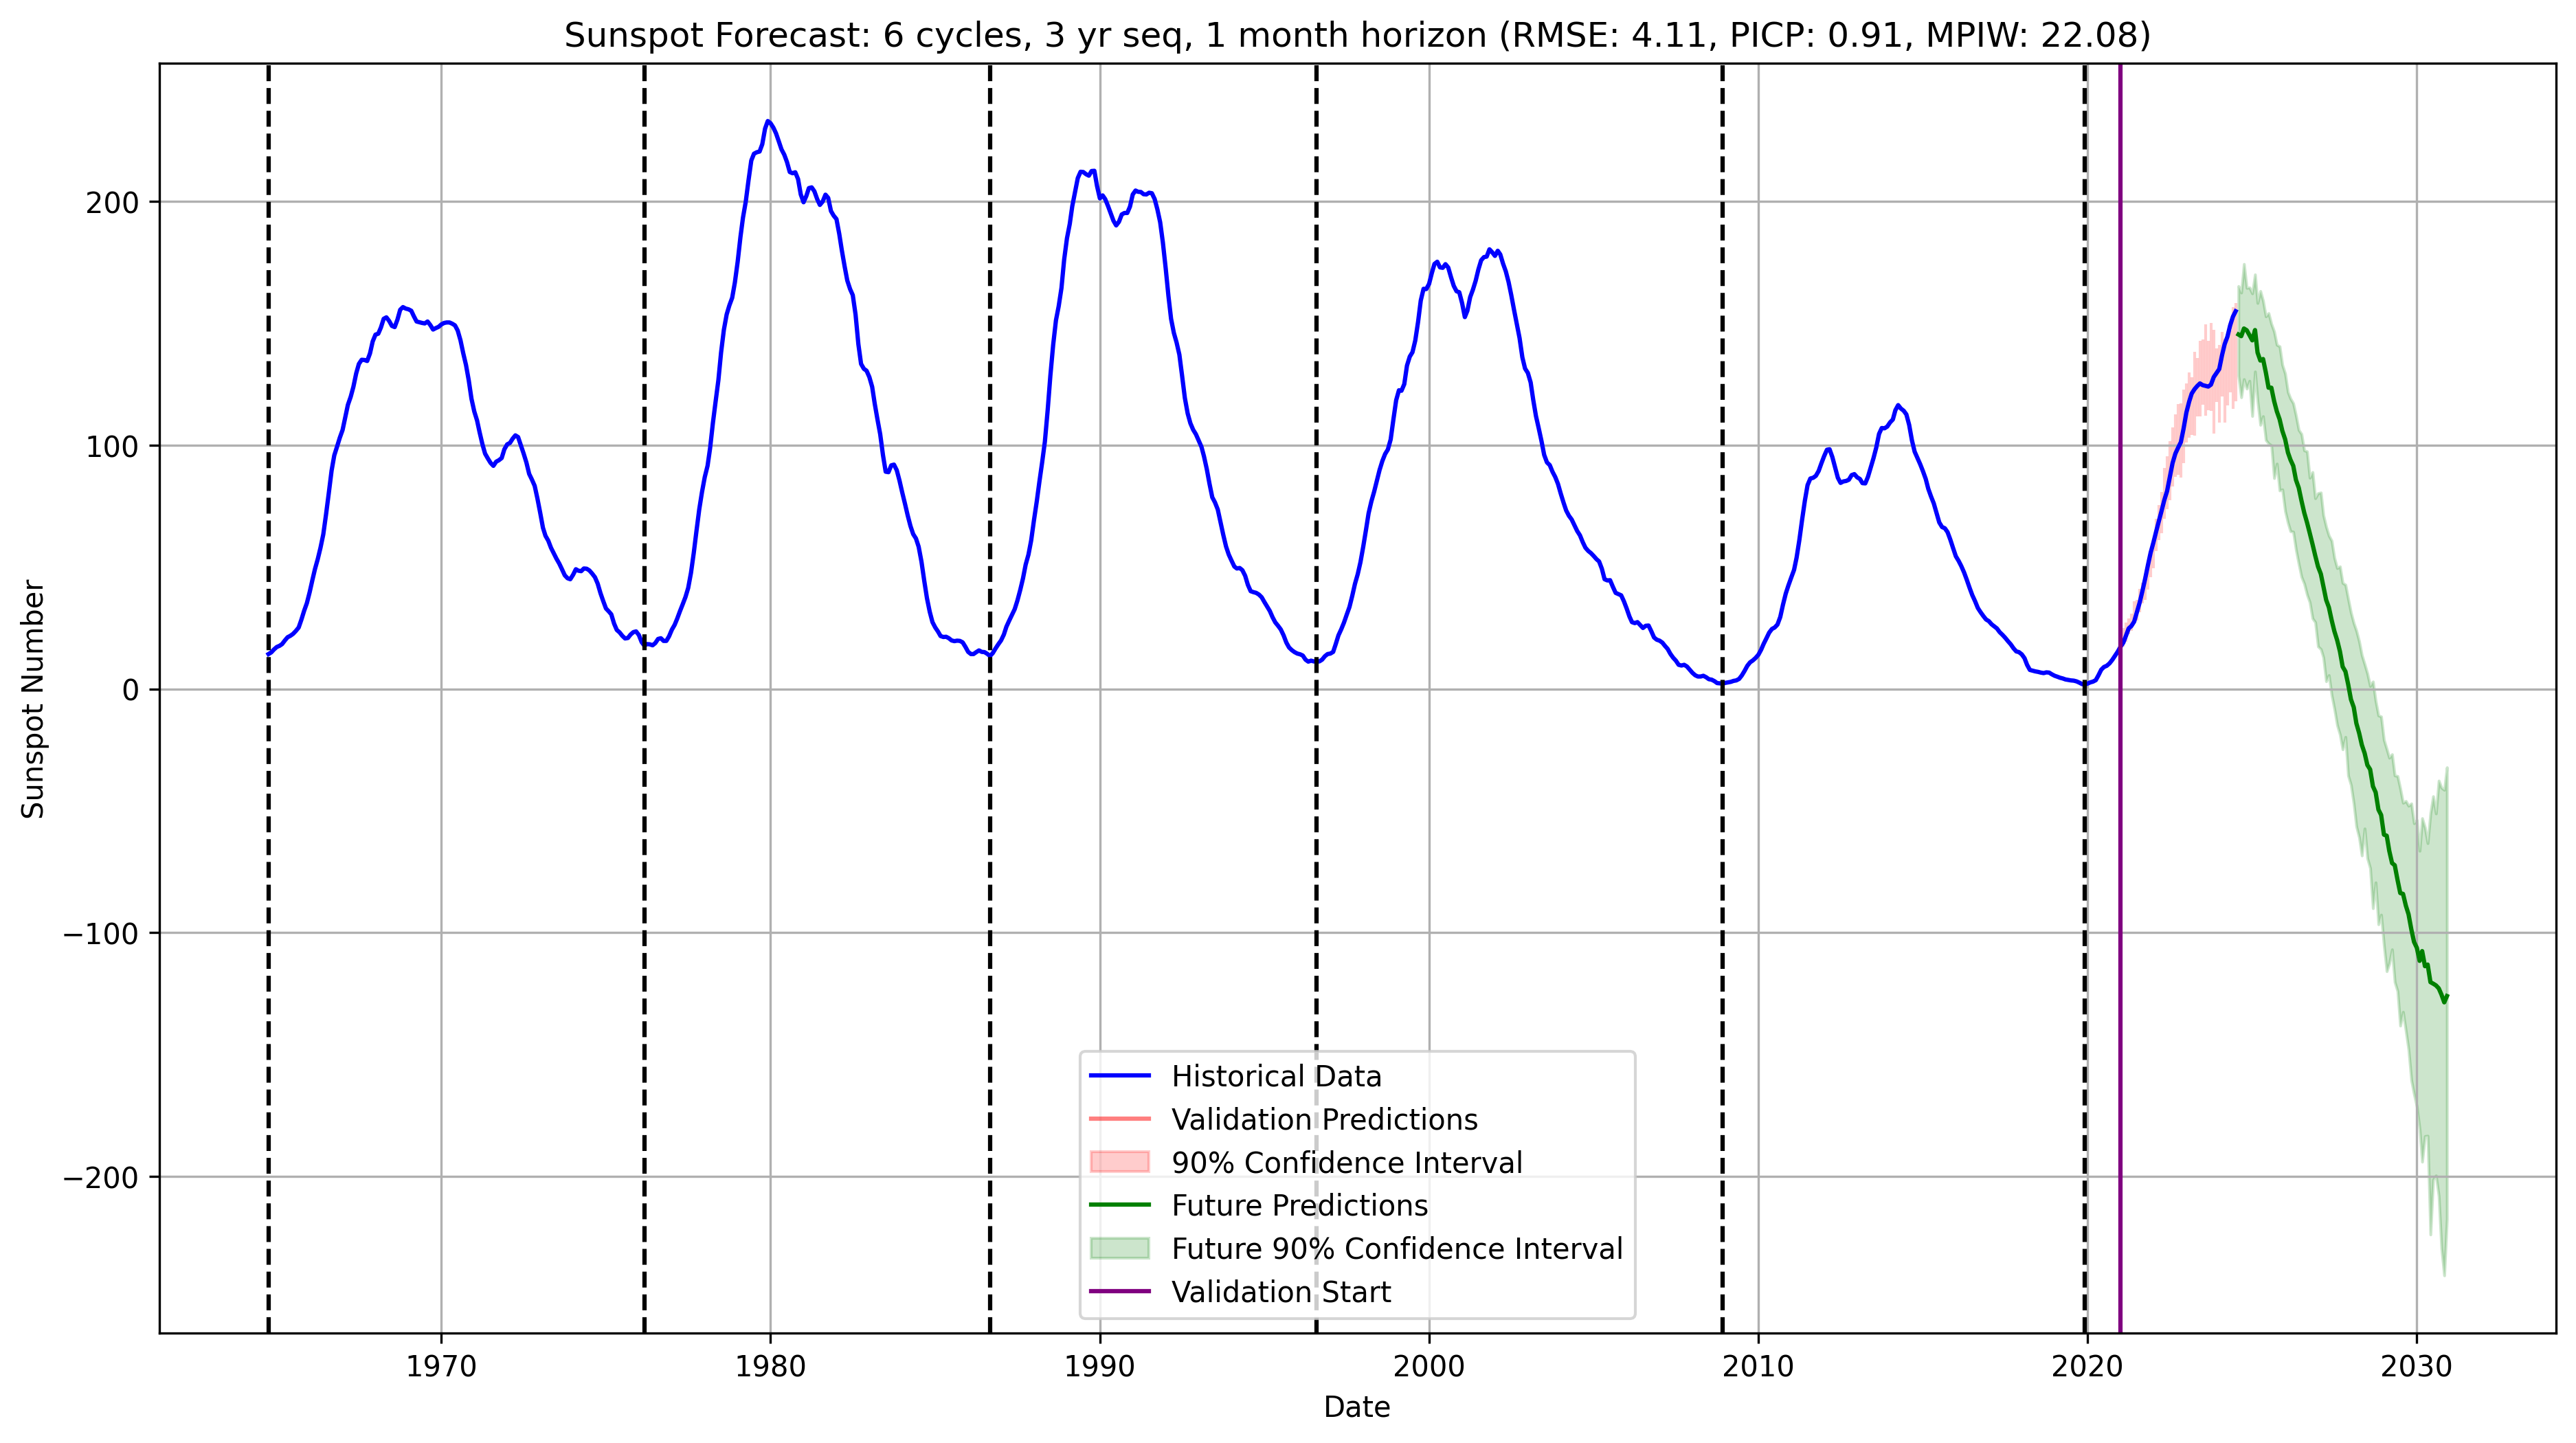 Sunspot Forecast: 6 cycles, 3 yr seq, 1 month horizon (RMSE: 4.11, PICP: 0.91, MPIW: 22.08)
Sunspot Number
200
100
0
−100
−200
Historical Data
Validation Predictions
90% Confidence Interval
Future Predictions
Future 90% Confidence Interval
Validation Start
1970 1980 1990 2000 2010 2020 2030
Date